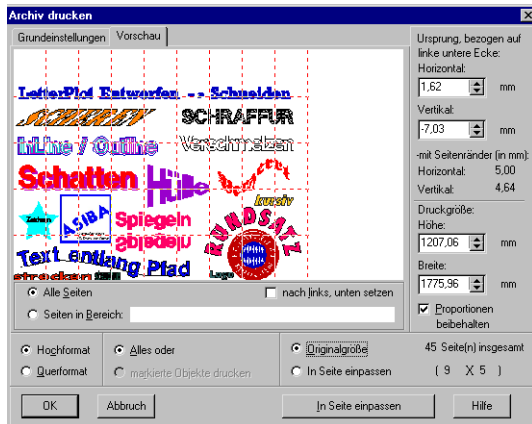 Archiv drucken
Grundeinstellungen
Vorschau
LetterPlot Entwerfen -- Schneiden
SCHRAFFUR
InLine / Outline
Verschmelzen
Schatten
Hülle
kursiv
Zeichen
ASIBA
Spiegeln
Spiegeln
RUNDSATZ
Text entlang Pfad
Logo
strecken
Alle Seiten
nach links, unten setzen
Seiten in Bereich:
Hochformat
Querformat
Alles oder
markierte Objekte drucken
Originalgröße
In Seite einpassen
Ursprung, bezogen auf
linke untere Ecke:
Horizontal:
1,62 mm
Vertikal:
-7,03 mm
-mit Seitenränder (in mm):
Horizontal: 5,00
Vertikal: 4,64
Druckgröße:
Höhe:
1207,06 mm
Breite:
1775,96 mm
Proportionen
beibehalten
45 Seite(n) insgesamt
( 9 X 5 )
OK
Abbruch
In Seite einpassen
Hilfe